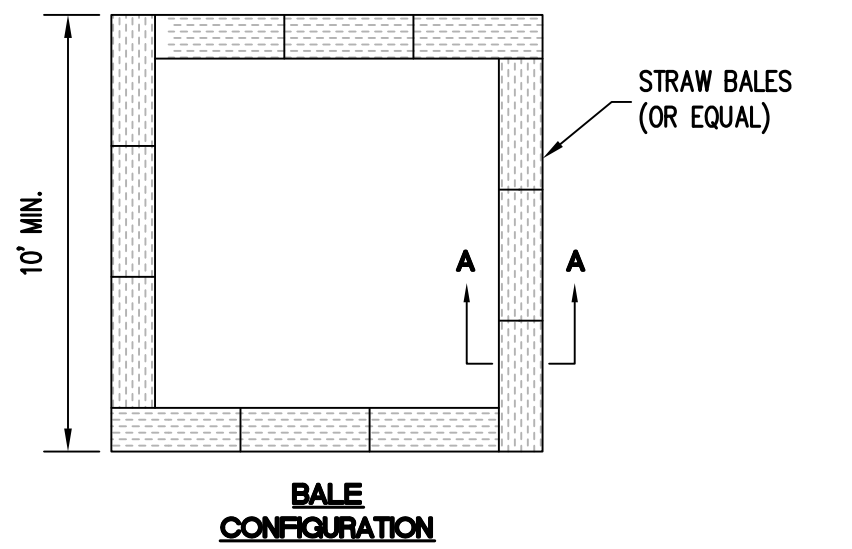 STRAW BALES
(OR EQUAL)
10' MIN.
A A
BALE
CONFIGURATION